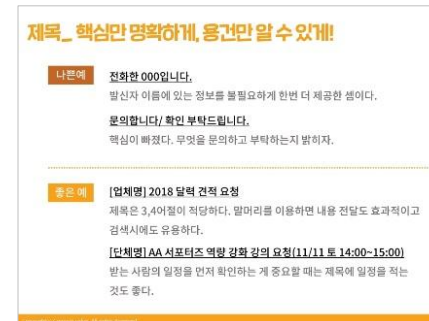 제목_ 핵심만 명확하게, 용건만 알 수 있게!
나쁜예
전화한 000입니다.
발신자 이름에 있는 정보를 불필요하게 한번 더 제공한 셈이다.
문의합니다/ 확인 부탁드립니다.
핵심이 빠졌다. 무엇을 문의하고 부탁하는지 밝히자.
좋은 예
[업체명] 2018 달력 견적 요청
제목은 3,4어절이 적당하다. 말머리를 이용하면 내용 전달도 효과적이고
검색시에도 유용하다.
[단체명] AA 서포터즈 역량 강화 강의 요청(11/11 토 14:00~15:00)
받는 사람의 일정을 먼저 확인하는 게 중요할 때는 제목에 일정을 적는
것도 좋다.